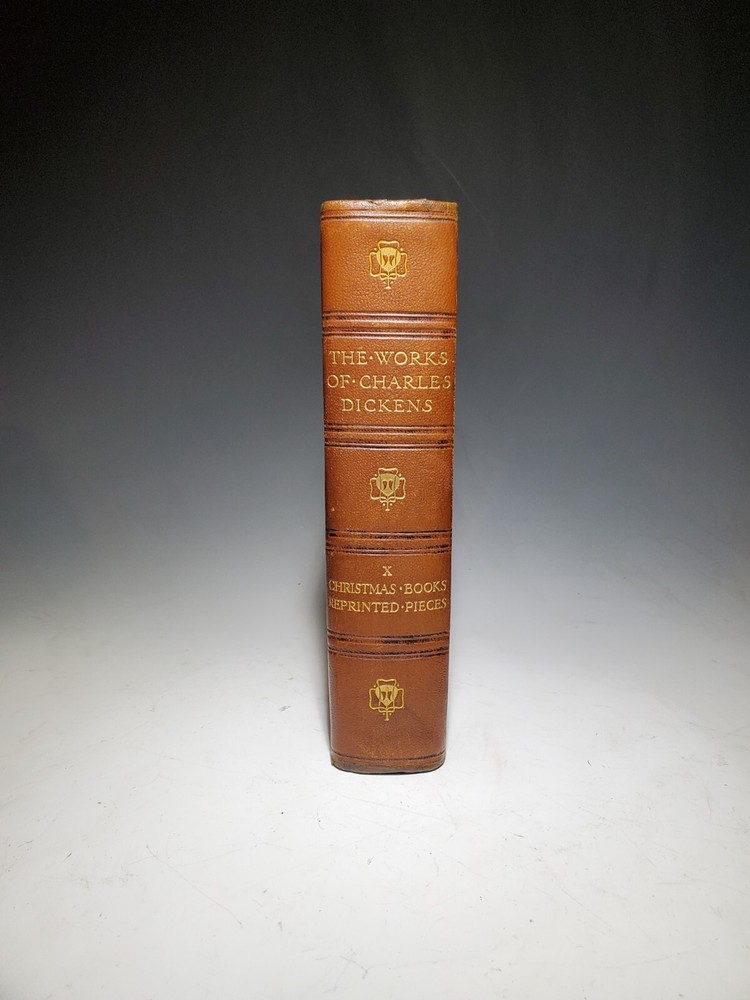 THE·WORKS
OF·CHARLES
DICKENS
X
CHRISTMAS·BOOKS
REPRINTED·PIECES